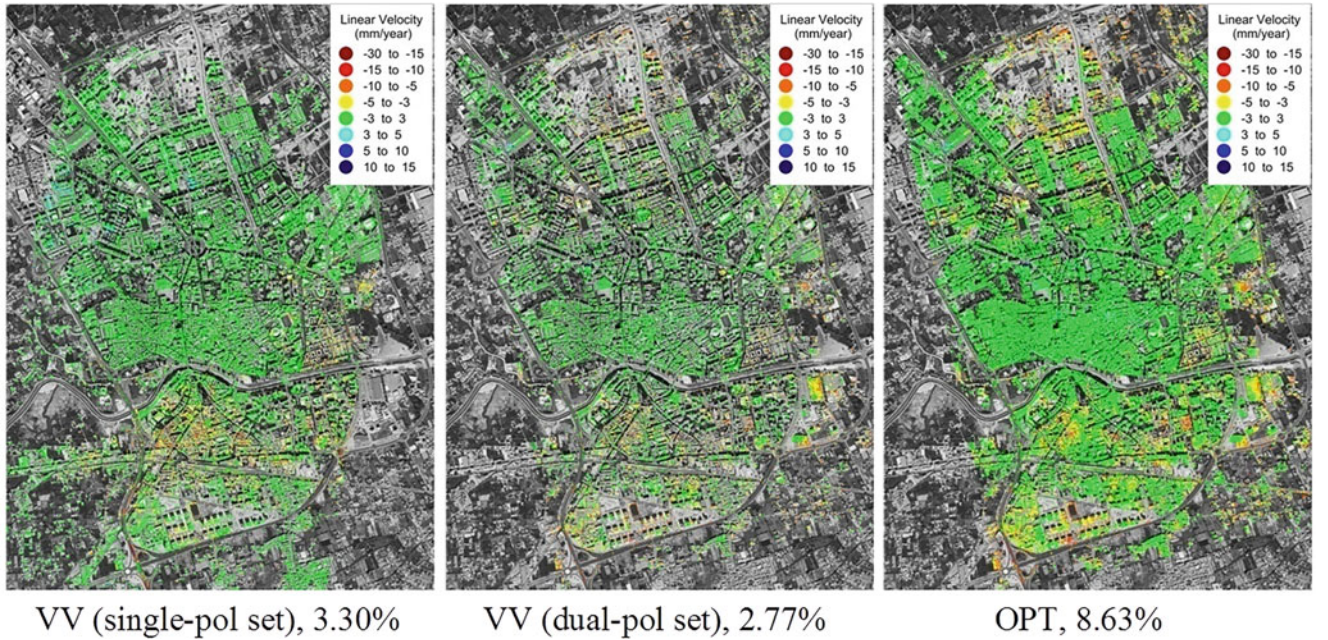 Linear Velocity
(mm/year)
-30 to -15
-15 to -10
-10 to -5
-5 to -3
-3 to 3
3 to 5
5 to 10
10 to 15
Linear Velocity
(mm/year)
-30 to -15
-15 to -10
-10 to -5
-5 to -3
-3 to 3
3 to 5
5 to 10
10 to 15
Linear Velocity
(mm/year)
-30 to -15
-15 to -10
-10 to -5
-5 to -3
-3 to 3
3 to 5
5 to 10
10 to 15
VV (single-pol set), 3.30%
VV (dual-pol set), 2.77%
OPT, 8.63%